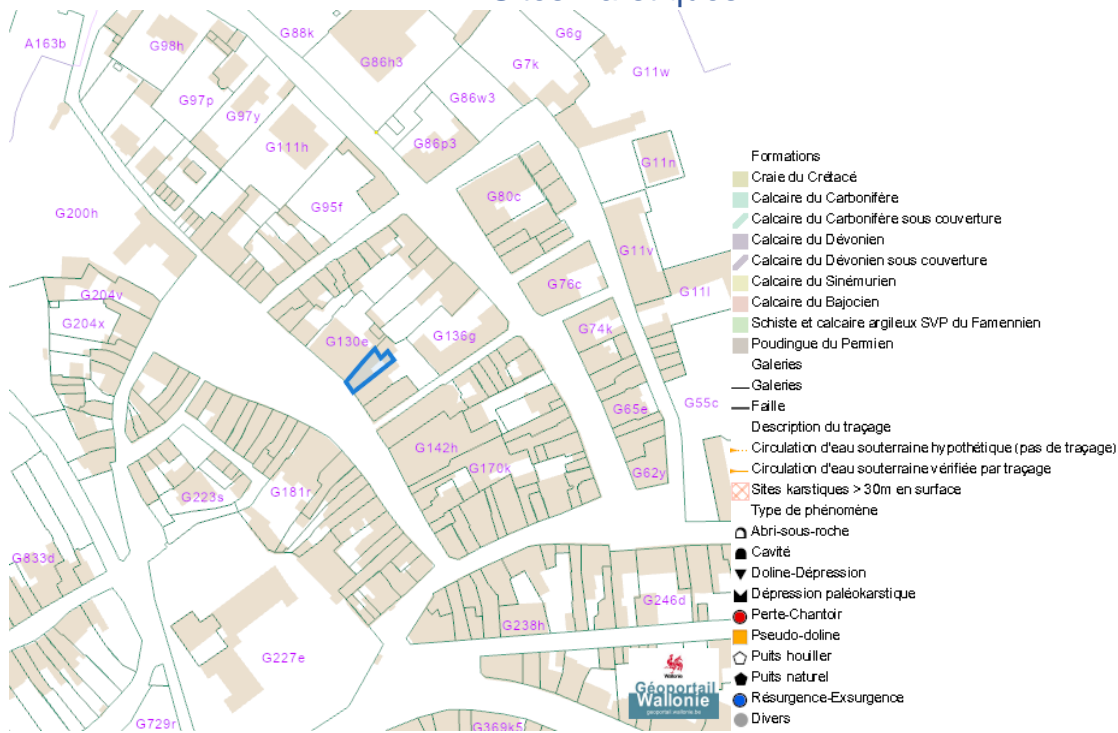 G88k
G6g
A163b
G98h
G86h3
G7k
G11w
G97p
G86w3
G97y
G111h
G86p3
G11n
G80c
G95f
G200h
G11v
G76c
G11l
G204v
G204x
G130e
G136g
G74k
G65e
G55c
G142h
G170k
G62y
G223s
G181r
G833d
G246d
G238h
G227e
G729r
G369k5
Wallonie
Géoportail
Wallonie
geoportail.wallonie.be
Formations
Craie du Crétacé
Calcaire du Carbonifère
Calcaire du Carbonifère sous couverture
Calcaire du Dévonien
Calcaire du Dévonien sous couverture
Calcaire du Sinémurien
Calcaire du Bajocien
Schiste et calcaire argileux SVP du Famennien
Poudingue du Permien
Galeries
Galeries
Faille
Description du traçage
Circulation d'eau souterraine hypothétique (pas de traçage)
Circulation d'eau souterraine vérifiée par traçage
Sites karstiques > 30m en surface
Type de phénomène
Abri-sous-roche
Cavité
Doline-Dépression
Dépression paléokarstique
Perte-Chantoir
Pseudo-doline
Puits houiller
Puits naturel
Résurgence-Exsurgence
Divers